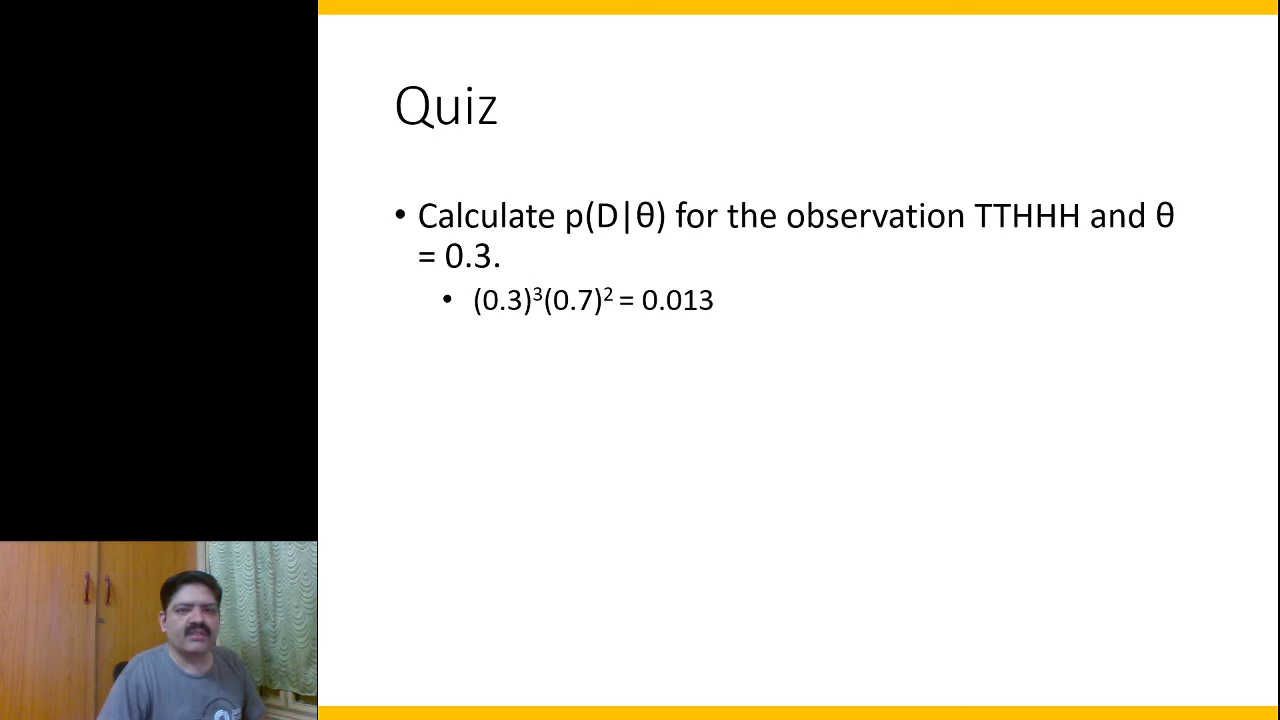 Quiz
• Calculate p(D|θ) for the observation TTHHH and θ
= 0.3.
• (0.3)³(0.7)² = 0.013